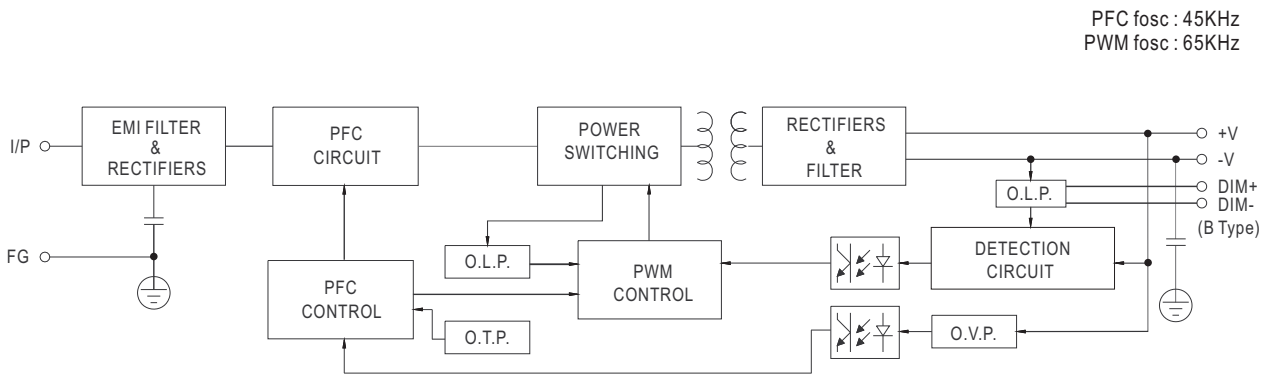 PFC fosc : 45KHz
PWM fosc : 65KHz
I/P
EMI FILTER
&
RECTIFIERS
PFC
CIRCUIT
POWER
SWITCHING
RECTIFIERS
&
FILTER
+V
-V
O.L.P.
DIM+
DIM-
(B Type)
FG
PFC
CONTROL
O.L.P.
PWM
CONTROL
DETECTION
CIRCUIT
O.T.P.
O.V.P.